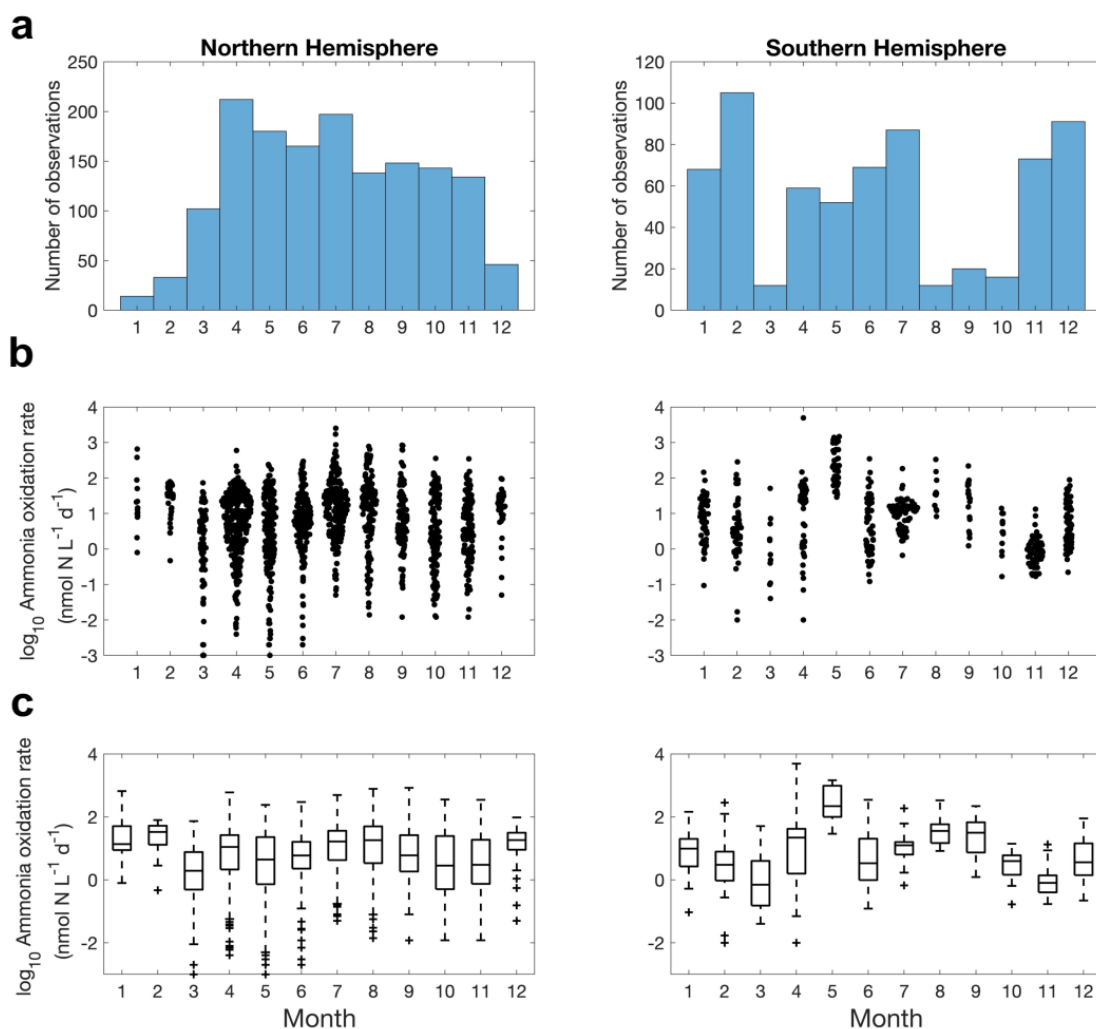 a
Northern Hemisphere
Southern Hemisphere
Number of observations
250
200
150
100
50
0
1 2 3 4 5 6 7 8 9 10 11 12
Number of observations
120
100
80
60
40
20
0
1 2 3 4 5 6 7 8 9 10 11 12
b
log10 Ammonia oxidation rate
(nmol N L-1 d-1)
4
3
2
1
0
-1
-2
-3
1 2 3 4 5 6 7 8 9 10 11 12
4
3
2
1
0
-1
-2
-3
1 2 3 4 5 6 7 8 9 10 11 12
c
log10 Ammonia oxidation rate
(nmol N L-1 d-1)
4
2
0
-2
1 2 3 4 5 6 7 8 9 10 11 12
Month
4
2
0
-2
1 2 3 4 5 6 7 8 9 10 11 12
Month